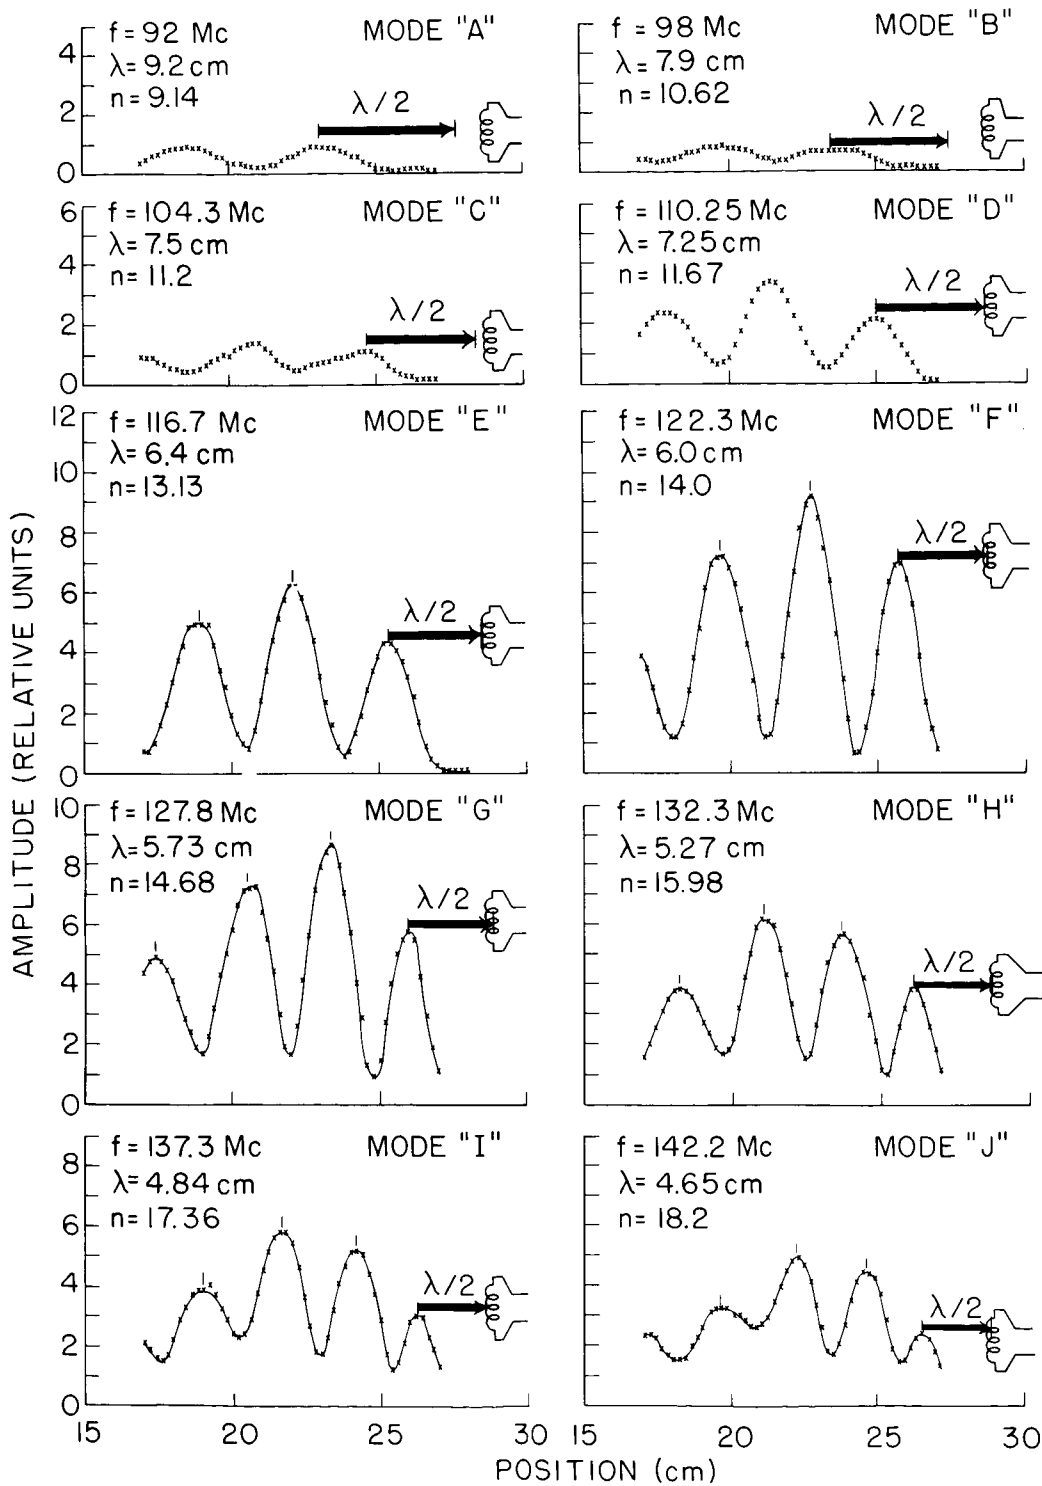 f = 92 Mc MODE "A"
λ = 9.2 cm
n = 9.14
λ/2
4
2
0
f = 98 Mc MODE "B"
λ = 7.9 cm
n = 10.62
λ/2
f = 104.3 Mc MODE "C"
λ = 7.5 cm
n = 11.2
λ/2
6
4
2
0
f = 110.25 Mc MODE "D"
λ = 7.25 cm
n = 11.67
λ/2
f = 116.7 Mc MODE "E"
λ = 6.4 cm
n = 13.13
λ/2
12
10
8
6
4
2
0
f = 122.3 Mc MODE "F"
λ = 6.0 cm
n = 14.0
λ/2
AMPLITUDE (RELATIVE UNITS)
f = 127.8 Mc MODE "G"
λ = 5.73 cm
n = 14.68
λ/2
10
8
6
4
2
0
f = 132.3 Mc MODE "H"
λ = 5.27 cm
n = 15.98
λ/2
f = 137.3 Mc MODE "I"
λ = 4.84 cm
n = 17.36
λ/2
8
6
4
2
0
f = 142.2 Mc MODE "J"
λ = 4.65 cm
n = 18.2
λ/2
15 20 25 30 15 20 25 30
POSITION (cm)